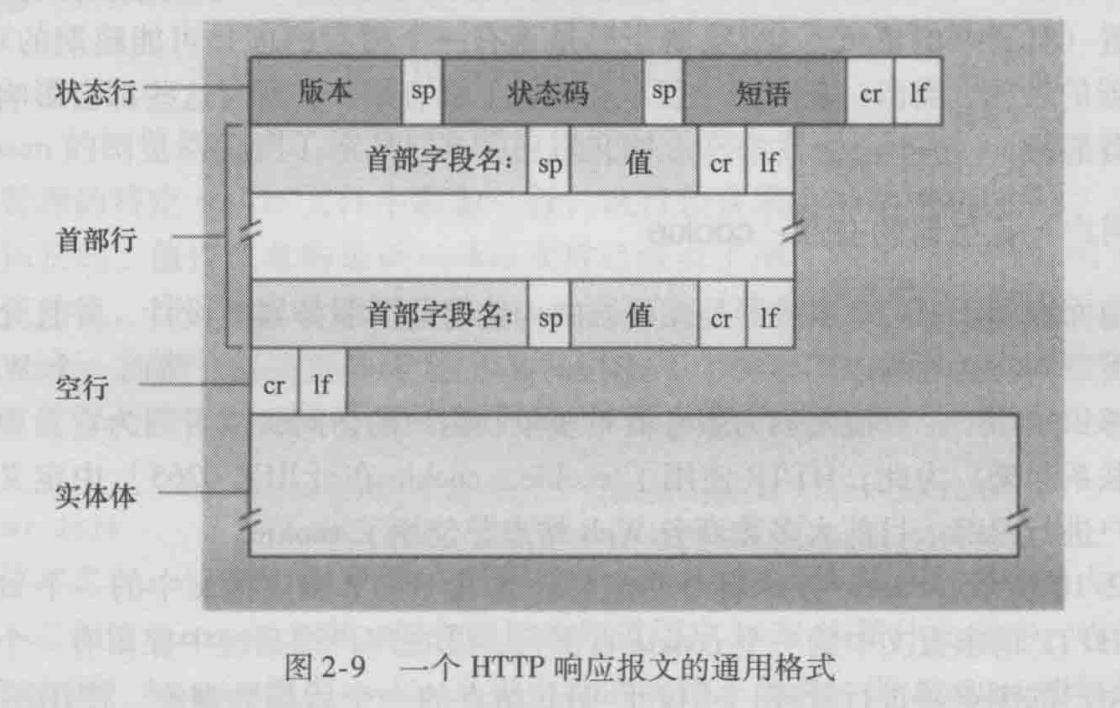 状态行 版本 sp 状态码 sp 短语 cr lf
首部字段名: sp 值 cr lf
首部行
首部字段名: sp 值 cr lf
空行 cr lf
实体体
图2-9 一个 HTTP 响应报文的通用格式